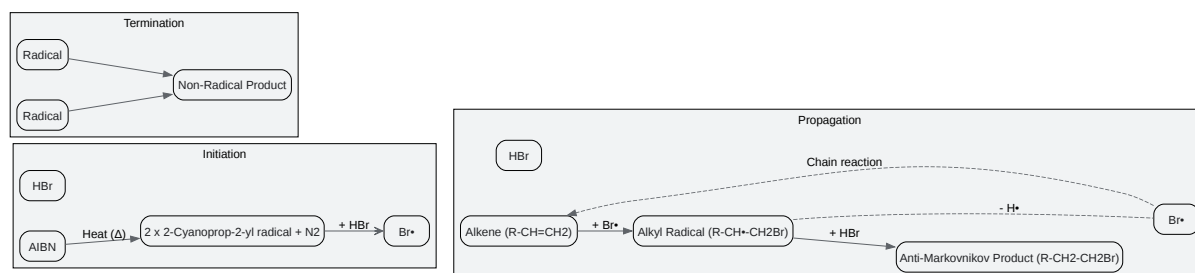 Termination
Radical
Non-Radical Product
Radical
Initiation
HBr
AIBN
Heat (Δ)
2 x 2-Cyanoprop-2-yl radical + N2
+ HBr
Br•
Propagation
HBr
Chain reaction
Alkene (R-CH=CH2)
+ Br•
Alkyl Radical (R-CH•-CH2Br)
- H•
Br•
+ HBr
Anti-Markovnikov Product (R-CH2-CH2Br)